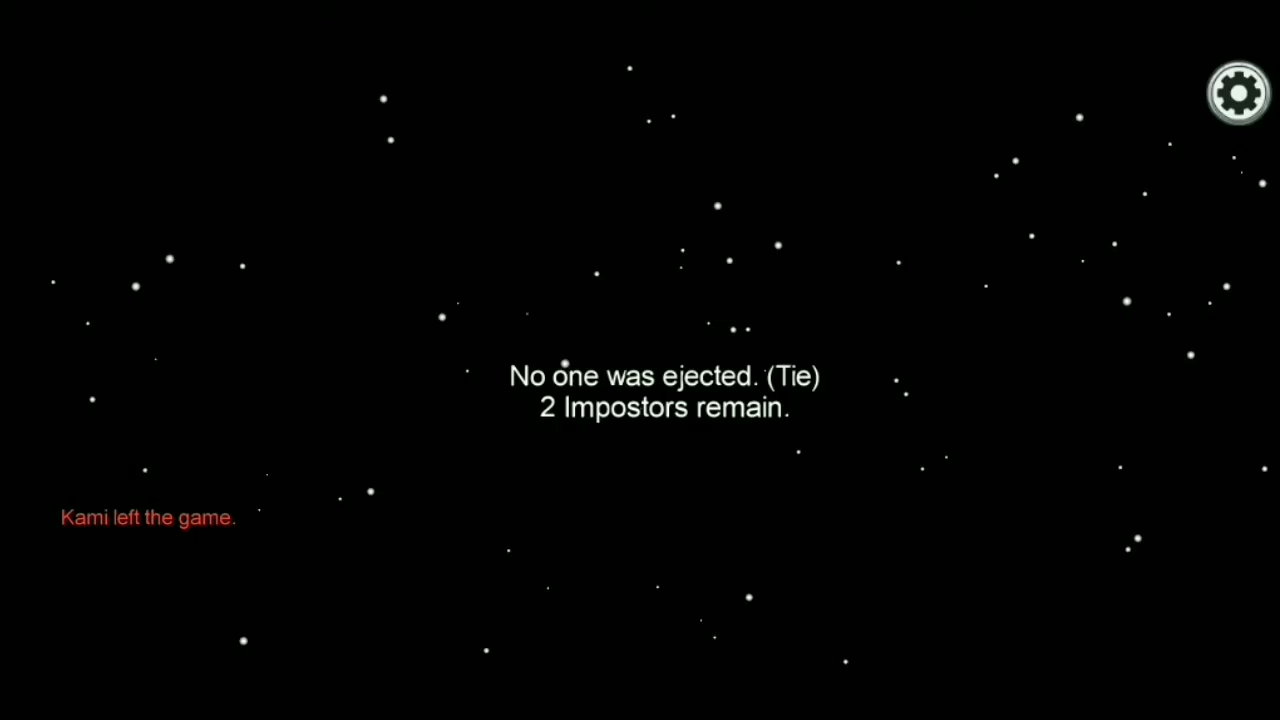 No one was ejected. (Tie)
2 Impostors remain.
Kami left the game.